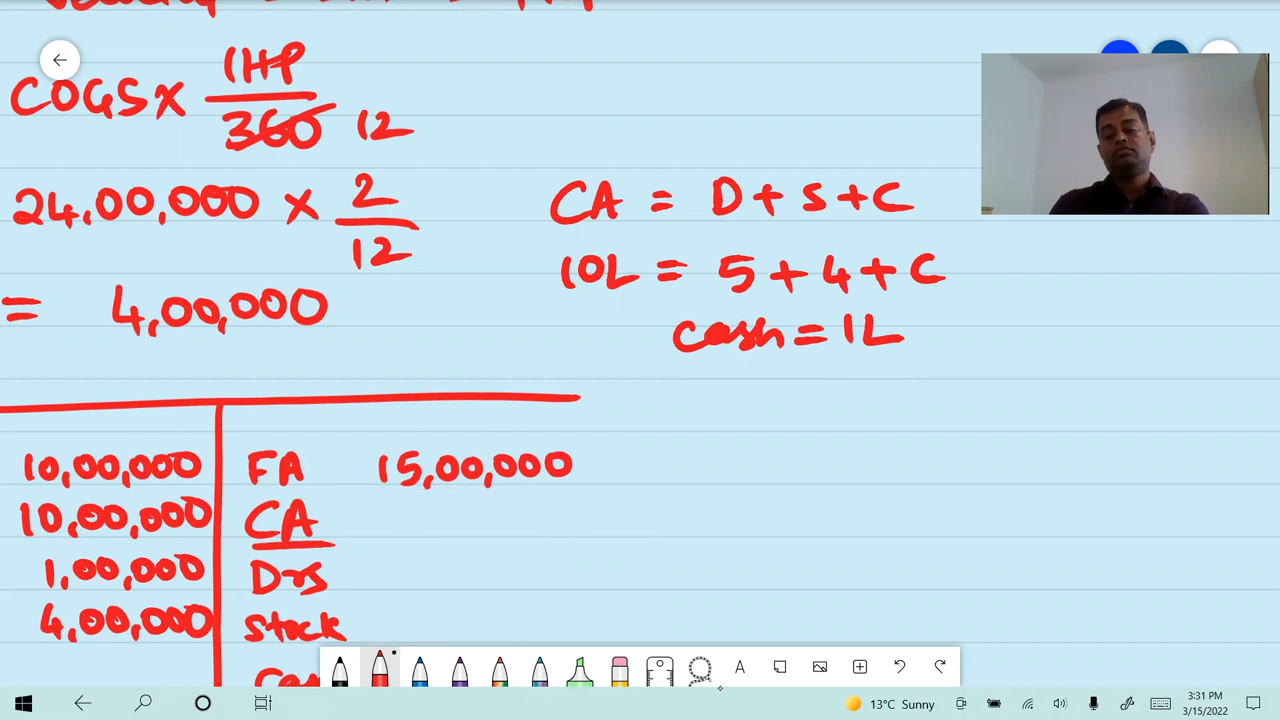 COGS x 1HP / 360 12
24,00,000 x 2 / 12
= 4,00,000
CA = D + S + C
10L = 5 + 4 + C
cash = 1L
10,00,000 FA 15,00,000
10,00,000 CA
1,00,000 Drs
4,00,000 Stock
A
13°C Sunny
3:31 PM
3/15/2022